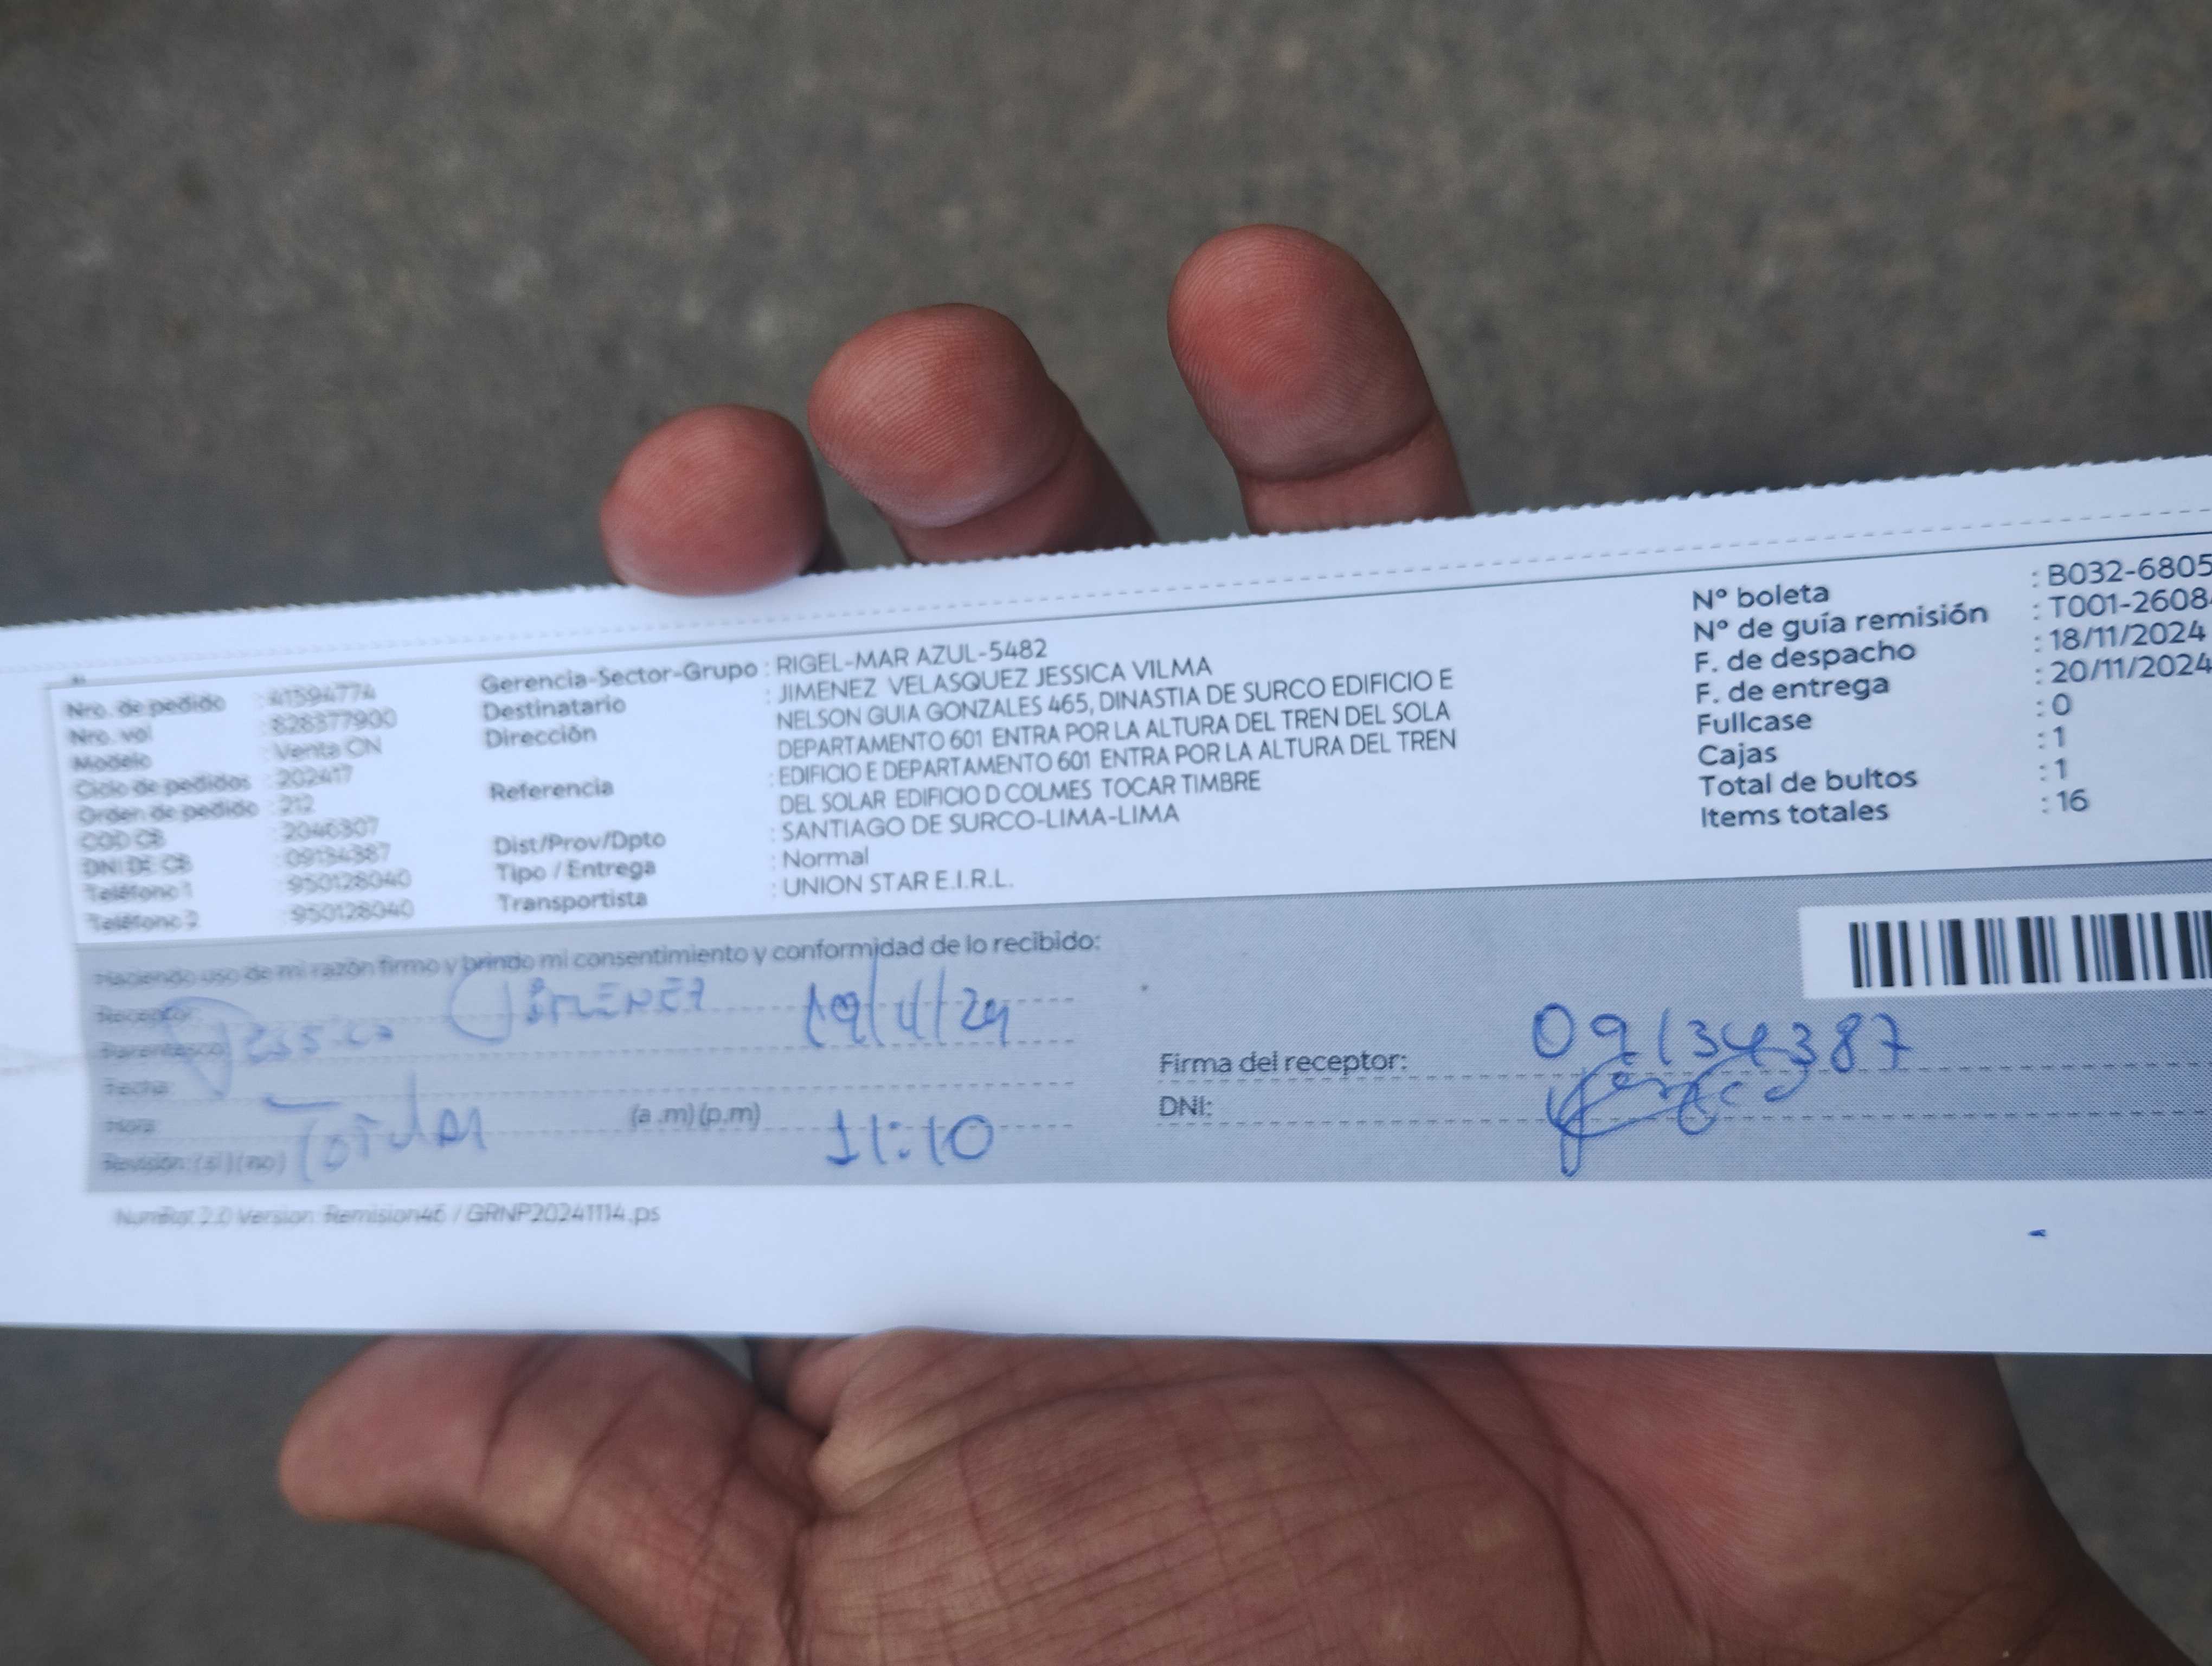 Nro. de pedido : 41594774
Nro. vol : 828377900
Modelo : Venta CN
Ciclo de pedidos : 202417
Orden de pedido : 212
COD CB : 2046307
DNI DE CB : 09134387
Teléfono 1 : 950128040
Teléfono 2 : 950128040
Gerencia-Sector-Grupo : RIGEL-MAR AZUL-5482
Destinatario : JIMENEZ VELASQUEZ JESSICA VILMA
Dirección NELSON GUIA GONZALES 465, DINASTIA DE SURCO EDIFICIO E
DEPARTAMENTO 601 ENTRA POR LA ALTURA DEL TREN DEL SOLA
Referencia : EDIFICIO E DEPARTAMENTO 601 ENTRA POR LA ALTURA DEL TREN
DEL SOLAR EDIFICIO D COLMES TOCAR TIMBRE
Dist/Prov/Dpto : SANTIAGO DE SURCO-LIMA-LIMA
Tipo / Entrega : Normal
Transportista : UNION STAR E.I.R.L.
Nº boleta : B032-6805
Nº de guía remisión : T001-2608
F. de despacho : 18/11/2024
F. de entrega : 20/11/2024
Fullcase : 0
Cajas : 1
Total de bultos : 1
Items totales : 16
Haciendo uso de mi razón firmo y brindo mi consentimiento y conformidad de lo recibido:
Receptor: Jessica JIMENEZ 19/11/24
Parentesco:
Fecha:
Hora: Titular (a.m)(p.m) 11:10
Revisión: (si)(no)
Firma del receptor: 09134387
DNI:
2.0 Version: Remision46 / GRNP20241114.ps